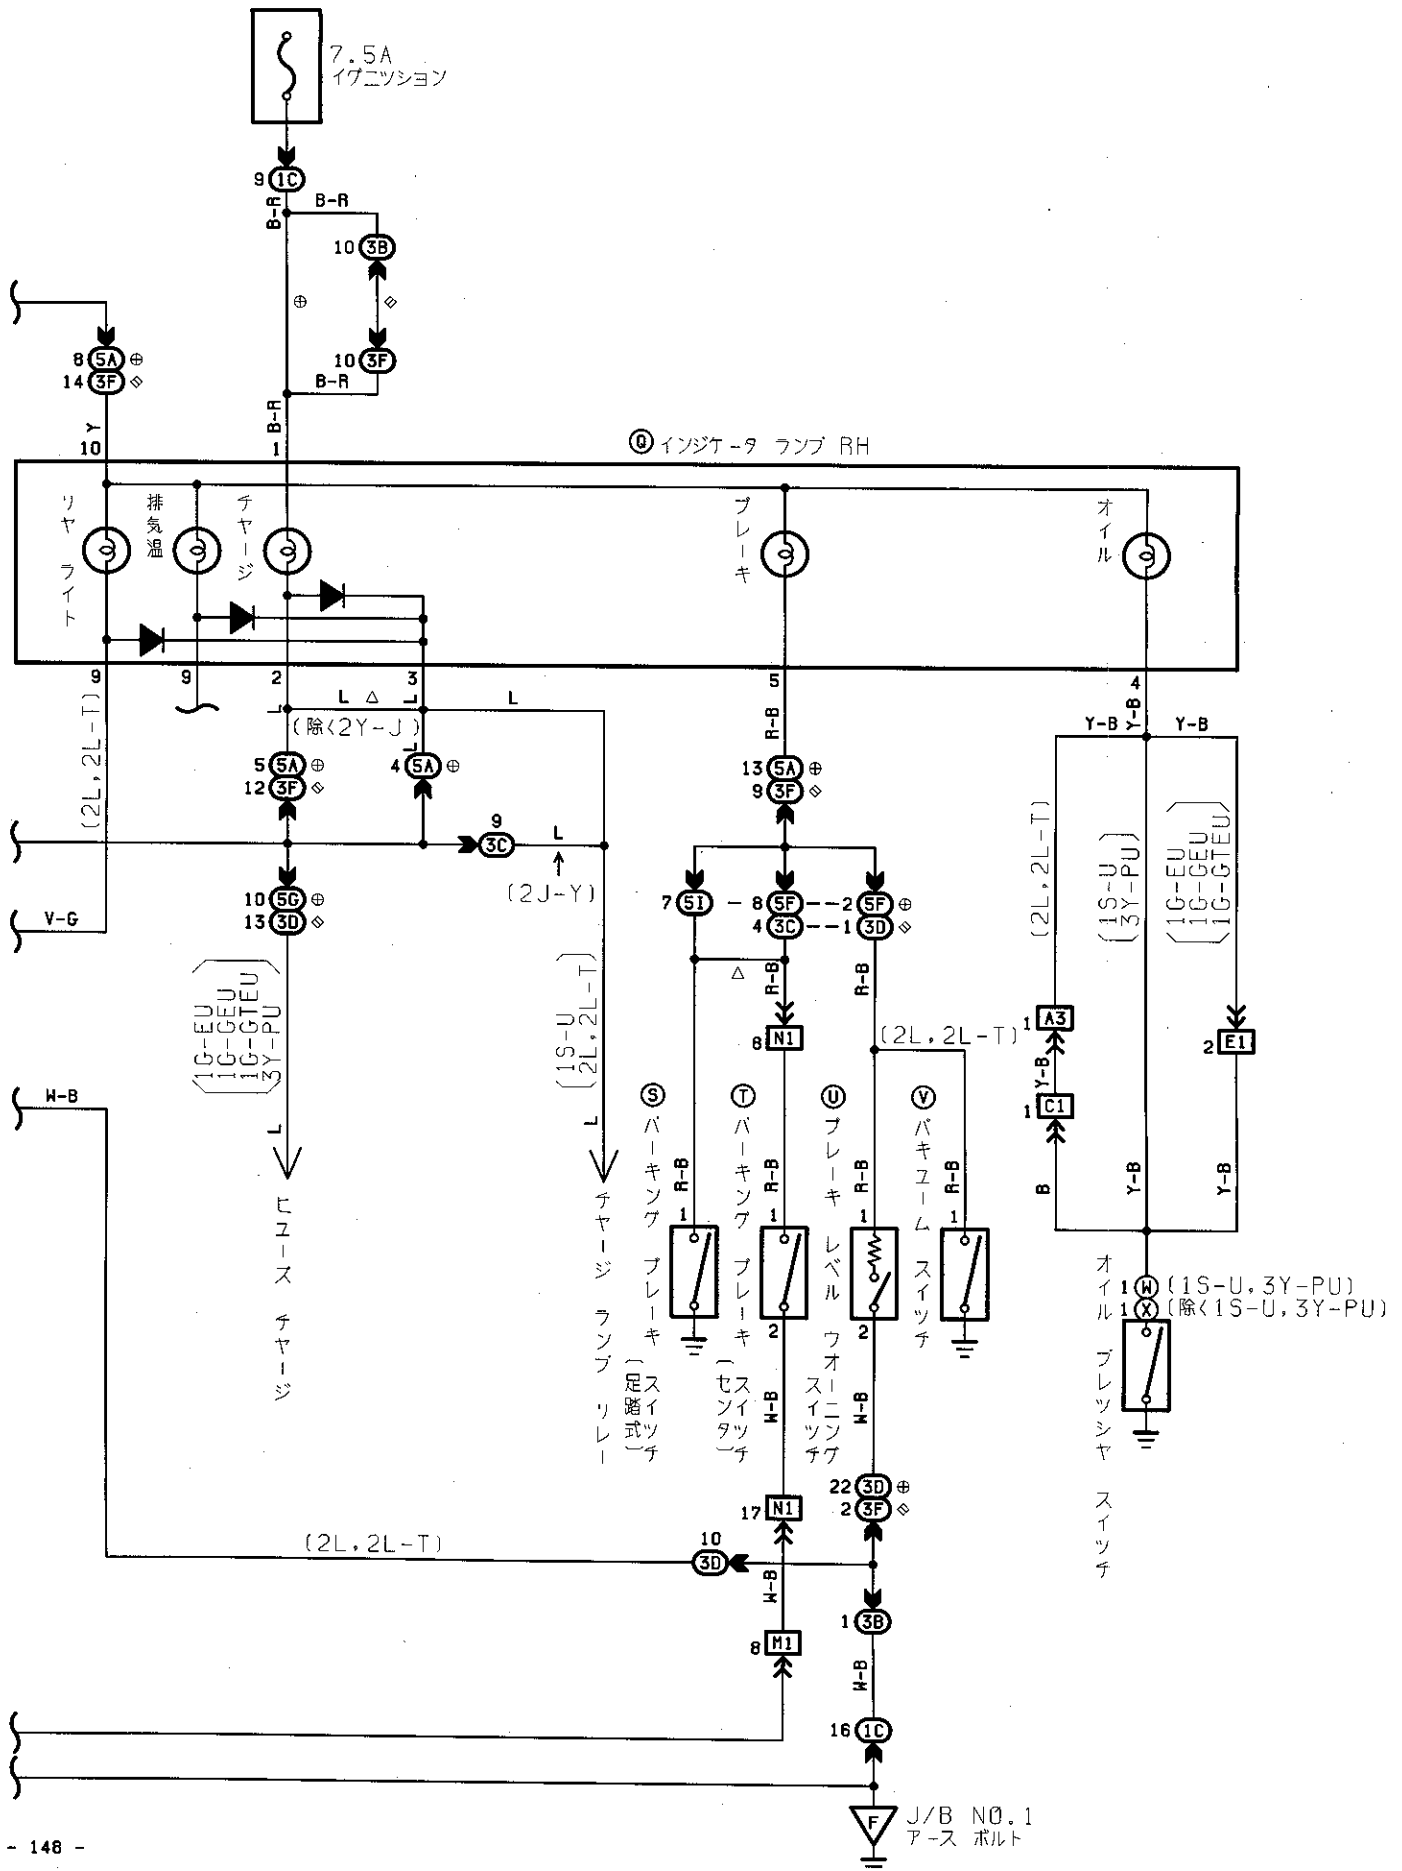 7.5A
イグニッション
9 1C
B-R
B-R
10 3B
⊕
10 3F
B-R
B-R
8 5A ⊕
14 3F
Y
10
1
Ⓠ インジケータ ランプ RH
リヤ ライト
排気温
チャージ
ブレーキ
オイル
9
9
2
3
5
4
(2L,2L-T)
L
L △
L
L
(除く2Y-J)
L
R-B
Y-B
Y-B
Y-B
5 5A ⊕
12 3F
4 5A ⊕
13 5A ⊕
9 3F
9
3C
L
(2J-Y)
V-G
10 5G ⊕
13 3D
7 5I
8 5F
2 5F ⊕
4 3C
1 3D
△
R-B
R-B
(1G-EU
1G-GEU
1G-GTEU
3Y-PU)
(1S-U
2L,2L-T)
(2L,2L-T)
(1S-U
3Y-PU)
(1G-EU
1G-GEU
1G-GTEU)
8 N1
(2L,2L-T)
1 A3
Y-B
1 C1
2 E1
W-B
L
L
ヒューズ チャージ
チャージ ランプ リレー
Ⓢ パーキング ブレーキ スイッチ
(足踏式)
Ⓣ パーキング ブレーキ スイッチ
(センタ)
Ⓤ ブレーキ レベル ウオーニング
スイッチ
Ⓥ バキューム スイッチ
R-B
R-B
R-B
R-B
B
Y-B
Y-B
1
1
1
1
2
2
オイル プレッシャ スイッチ
1 Ⓦ (1S-U,3Y-PU)
1 Ⓧ (除く1S-U,3Y-PU)
W-B
W-B
22 3D ⊕
2 3F
17 N1
(2L,2L-T)
10
3D
W-B
1 3B
8 M1
W-B
16 1C
F
J/B NO.1
アース ボルト
- 148 -